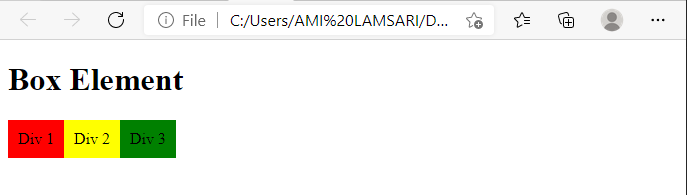 File | C:/Users/AMI%20LAMSARI/D...
Box Element
Div 1 Div 2 Div 3